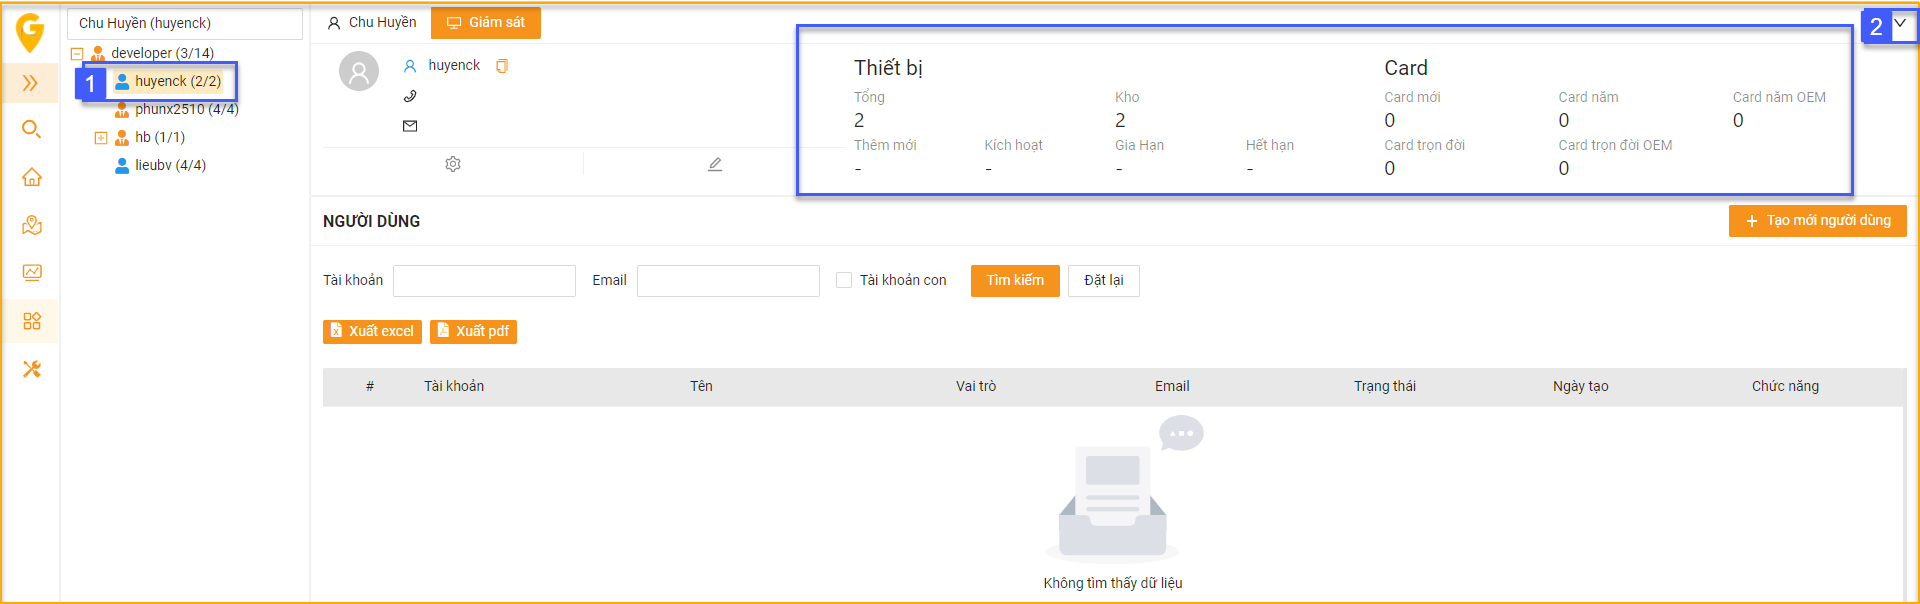 G
Chu Huyền (huyenck)
developer (3/14)
1
huyenck (2/2)
phunx2510 (4/4)
hb (1/1)
lieubv (4/4)
Chu Huyền
Giám sát
2
huyenck
Thiết bị
Tổng
2
Kho
2
Thêm mới
-
Kích hoạt
-
Gia Hạn
-
Hết hạn
-
Card
Card mới
0
Card năm
0
Card năm OEM
0
Card trọn đời
0
Card trọn đời OEM
0
NGƯỜI DÙNG
+ Tạo mới người dùng
Tài khoản
Email
Tài khoản con
Tìm kiếm
Đặt lại
Xuất excel
Xuất pdf
# Tài khoản Tên Vai trò Email Trạng thái Ngày tạo Chức năng
Không tìm thấy dữ liệu